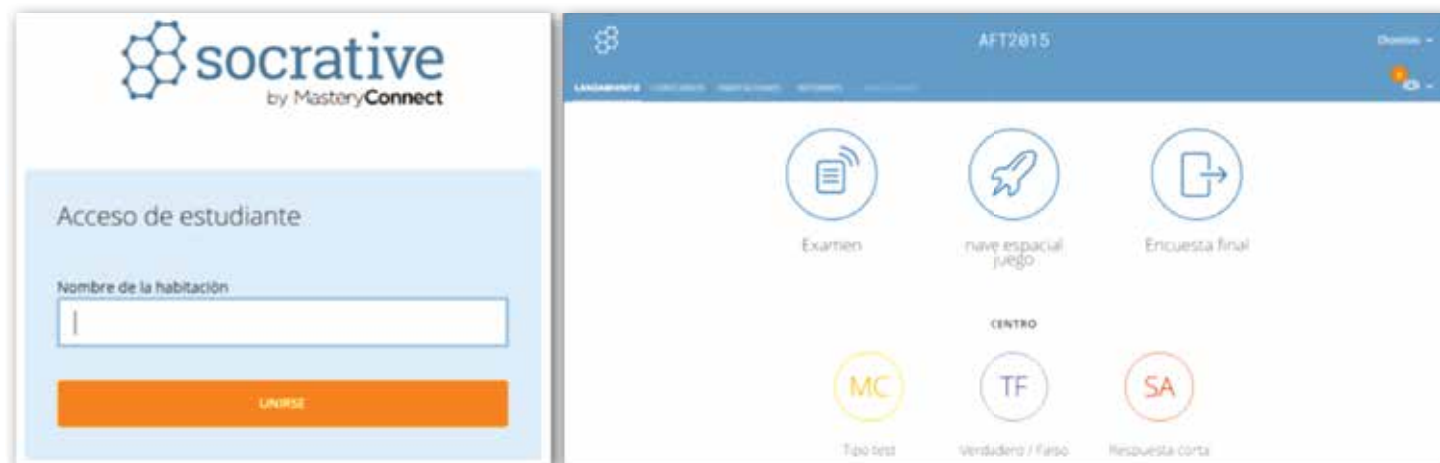 socrative
by MasteryConnect
Acceso de estudiante
Nombre de la habitación
UNIRSE
AFT2015
LANZAMIENTO
Examen
nave espacial
juego
Encuesta final
CENTRO
MC
TF
SA
Tipo test
Verdadero / Falso
Respuesta corta